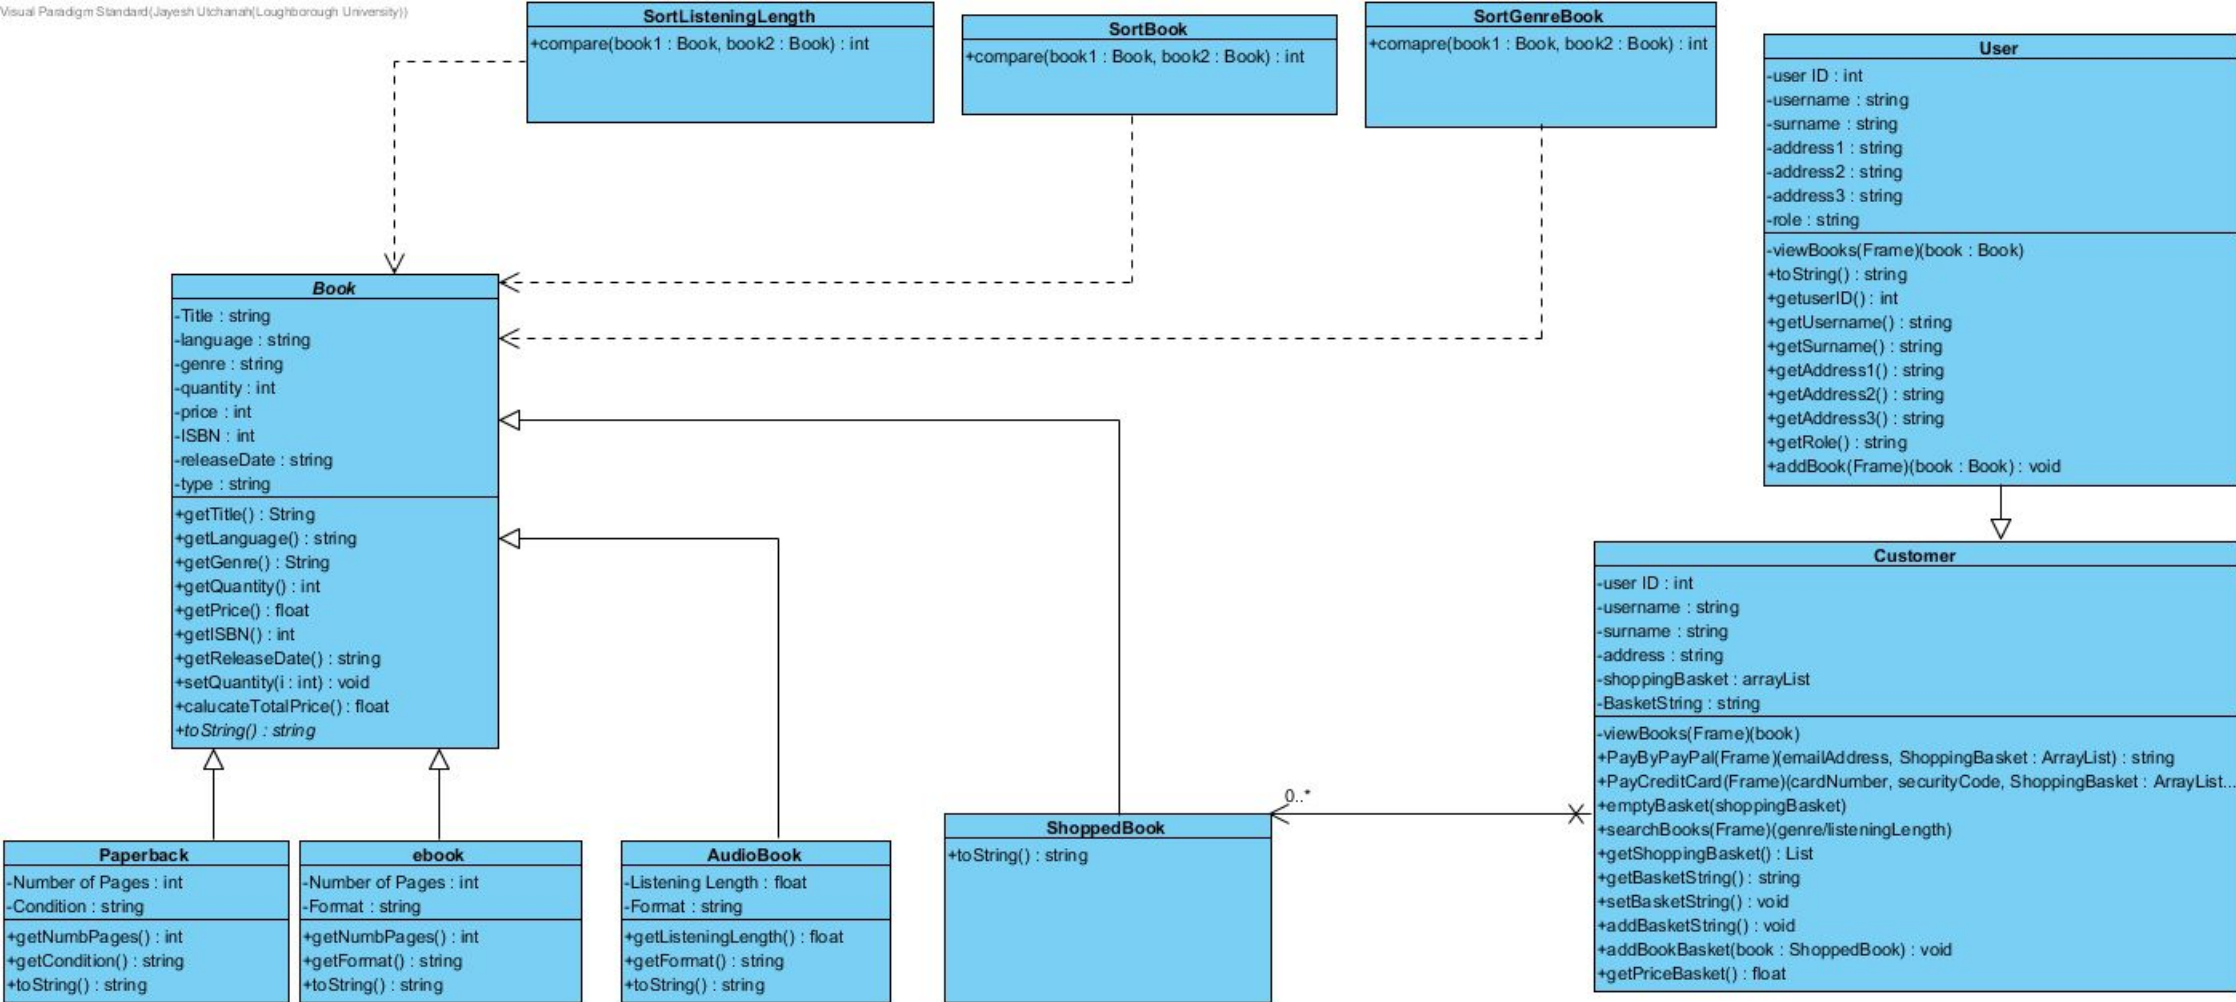 Visual Paradigm Standard(Jayesh Utchanah(Loughborough University))
SortListeningLength
+compare(book1 : Book, book2 : Book) : int
SortBook
+compare(book1 : Book, book2 : Book) : int
SortGenreBook
+comapre(book1 : Book, book2 : Book) : int
User
-user ID : int
-username : string
-surname : string
-address1 : string
-address2 : string
-address3 : string
-role : string
-viewBooks(Frame)(book : Book)
+toString() : string
+getuserID() : int
+getUsername() : string
+getSurname() : string
+getAddress1() : string
+getAddress2() : string
+getAddress3() : string
+getRole() : string
+addBook(Frame)(book : Book) : void
Book
-Title : string
-language : string
-genre : string
-quantity : int
-price : int
-ISBN : int
-releaseDate : string
-type : string
+getTitle() : String
+getLanguage() : string
+getGenre() : String
+getQuantity() : int
+getPrice() : float
+getISBN() : int
+getReleaseDate() : string
+setQuantity(i : int) : void
+calucateTotalPrice() : float
+toString() : string
Customer
-user ID : int
-username : string
-surname : string
-address : string
-shoppingBasket : arrayList
-BasketString : string
-viewBooks(Frame)(book)
+PayByPayPal(Frame)(emailAddress, ShoppingBasket : ArrayList) : string
+PayCreditCard(Frame)(cardNumber, securityCode, ShoppingBasket : ArrayList...
+emptyBasket(shoppingBasket)
+searchBooks(Frame)(genre/listeningLength)
+getShoppingBasket() : List
+getBasketString() : string
+setBasketString() : void
+addBasketString() : void
+addBookBasket(book : ShoppedBook) : void
+getPriceBasket() : float
0..*
Paperback
-Number of Pages : int
-Condition : string
+getNumbPages() : int
+getCondition() : string
+toString() : string
ebook
-Number of Pages : int
-Format : string
+getNumbPages() : int
+getFormat() : string
+toString() : string
AudioBook
-Listening Length : float
-Format : string
+getListeningLength() : float
+getFormat() : string
+toString() : string
ShoppedBook
+toString() : string